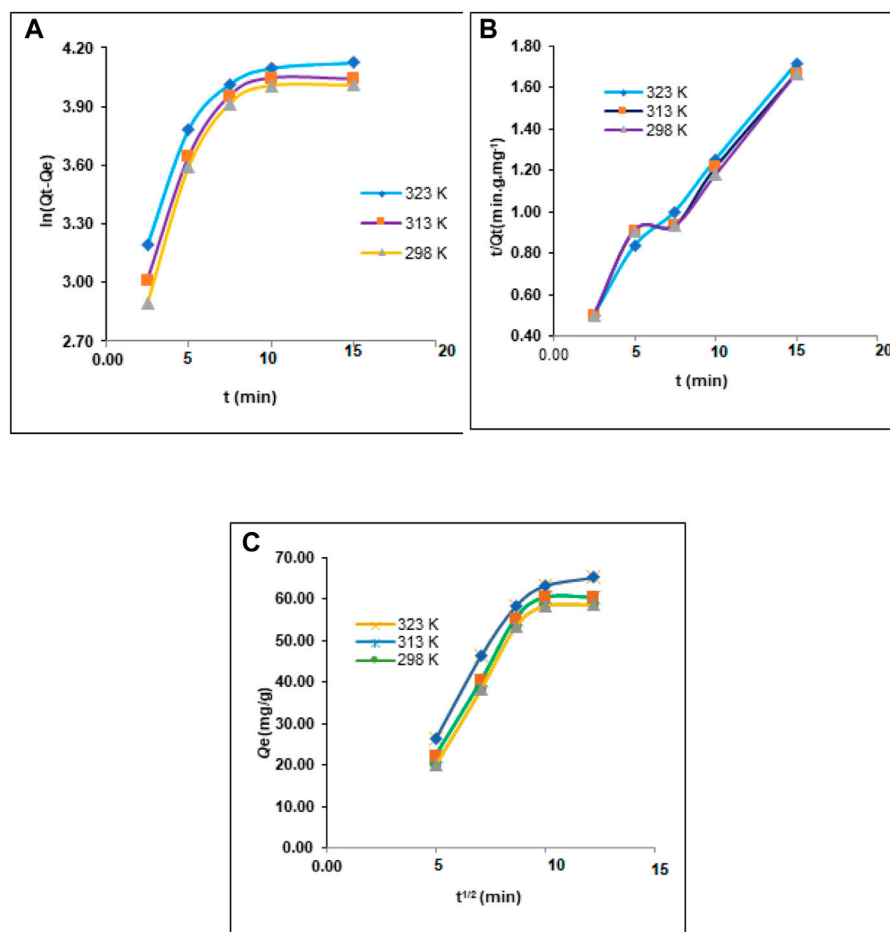 A
4.20
3.90
3.60
3.30
3.00
2.70
0.00 5 10 15 20
ln(Qt-Qe)
t (min)
323 K
313 K
298 K
B
1.80
1.60
1.40
1.20
1.00
0.80
0.60
0.40
0.00 5 10 15 20
t/Qt(min.g.mg-1)
t (min)
323 K
313 K
298 K
C
70.00
60.00
50.00
40.00
30.00
20.00
10.00
0.00
0.00 5 10 15
Qe(mg/g)
t1/2 (min)
323 K
313 K
298 K